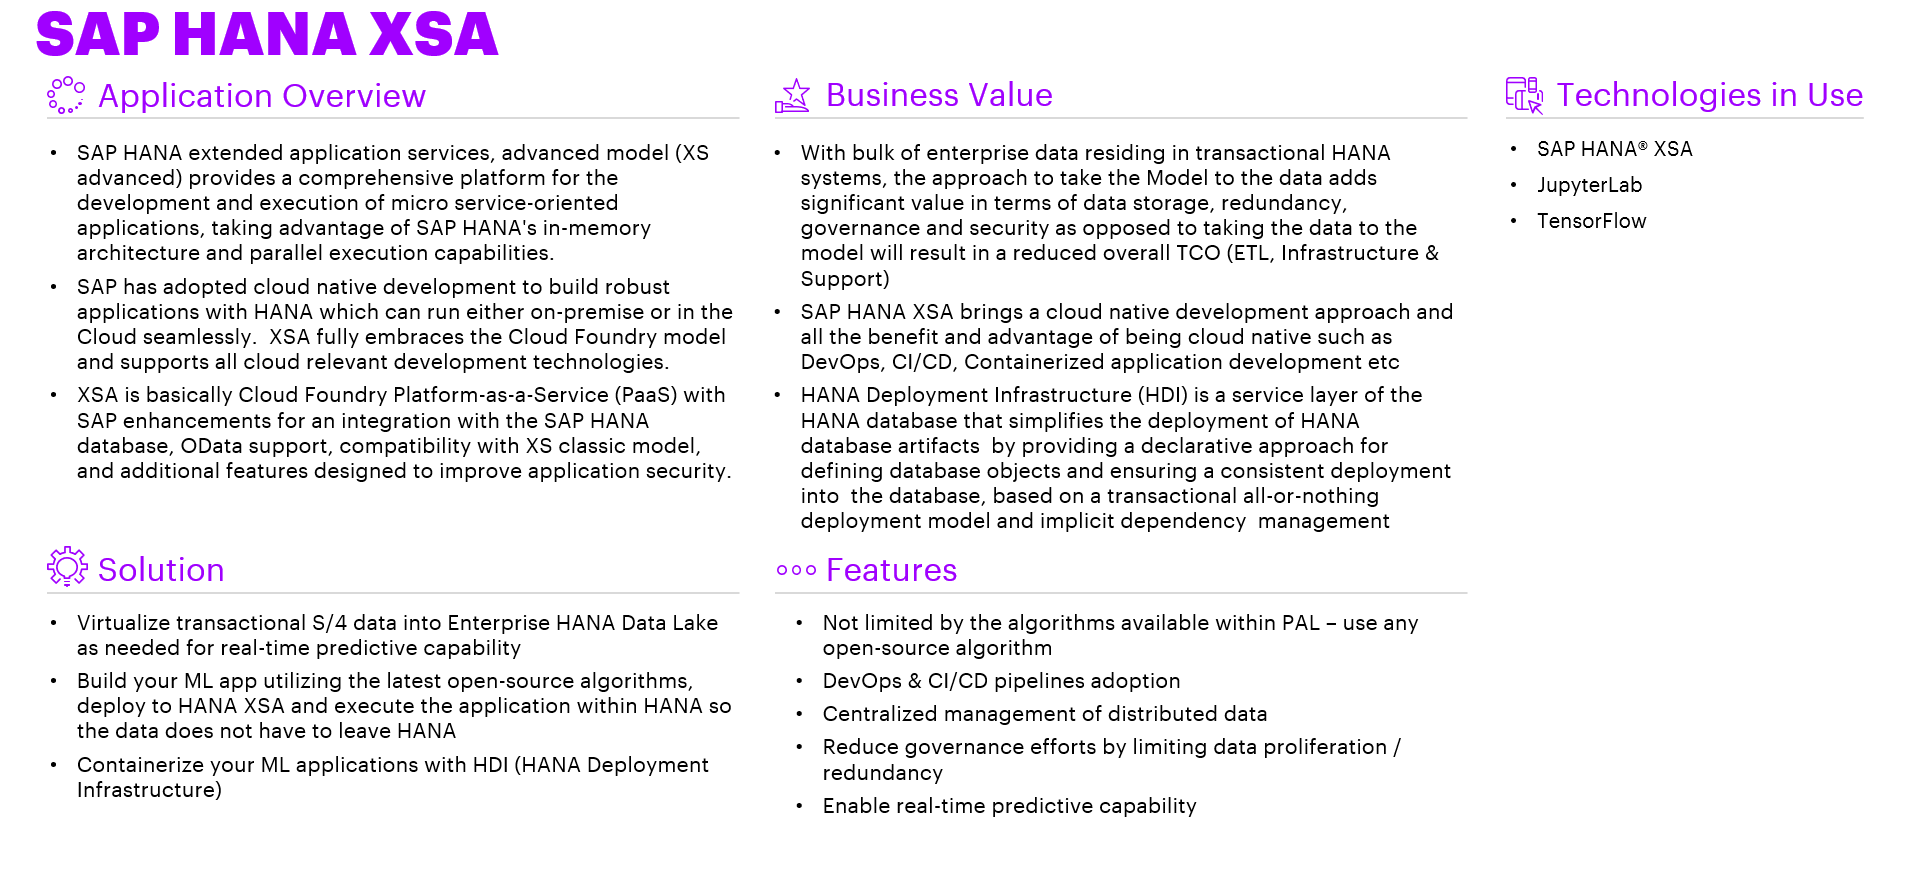 SAP HANA XSA
Application Overview
• SAP HANA extended application services, advanced model (XS
advanced) provides a comprehensive platform for the
development and execution of micro service-oriented
applications, taking advantage of SAP HANA's in-memory
architecture and parallel execution capabilities.
• SAP has adopted cloud native development to build robust
applications with HANA which can run either on-premise or in the
Cloud seamlessly.  XSA fully embraces the Cloud Foundry model
and supports all cloud relevant development technologies.
• XSA is basically Cloud Foundry Platform-as-a-Service (PaaS) with
SAP enhancements for an integration with the SAP HANA
database, OData support, compatibility with XS classic model,
and additional features designed to improve application security.
Business Value
• With bulk of enterprise data residing in transactional HANA
systems, the approach to take the Model to the data adds
significant value in terms of data storage, redundancy,
governance and security as opposed to taking the data to the
model will result in a reduced overall TCO (ETL, Infrastructure &
Support)
• SAP HANA XSA brings a cloud native development approach and
all the benefit and advantage of being cloud native such as
DevOps, CI/CD, Containerized application development etc
• HANA Deployment Infrastructure (HDI) is a service layer of the
HANA database that simplifies the deployment of HANA
database artifacts  by providing a declarative approach for
defining database objects and ensuring a consistent deployment
into  the database, based on a transactional all-or-nothing
deployment model and implicit dependency  management
Technologies in Use
• SAP HANA® XSA
• JupyterLab
• TensorFlow
Solution
• Virtualize transactional S/4 data into Enterprise HANA Data Lake
as needed for real-time predictive capability
• Build your ML app utilizing the latest open-source algorithms,
deploy to HANA XSA and execute the application within HANA so
the data does not have to leave HANA
• Containerize your ML applications with HDI (HANA Deployment
Infrastructure)
Features
• Not limited by the algorithms available within PAL – use any
open-source algorithm
• DevOps & CI/CD pipelines adoption
• Centralized management of distributed data
• Reduce governance efforts by limiting data proliferation /
redundancy
• Enable real-time predictive capability